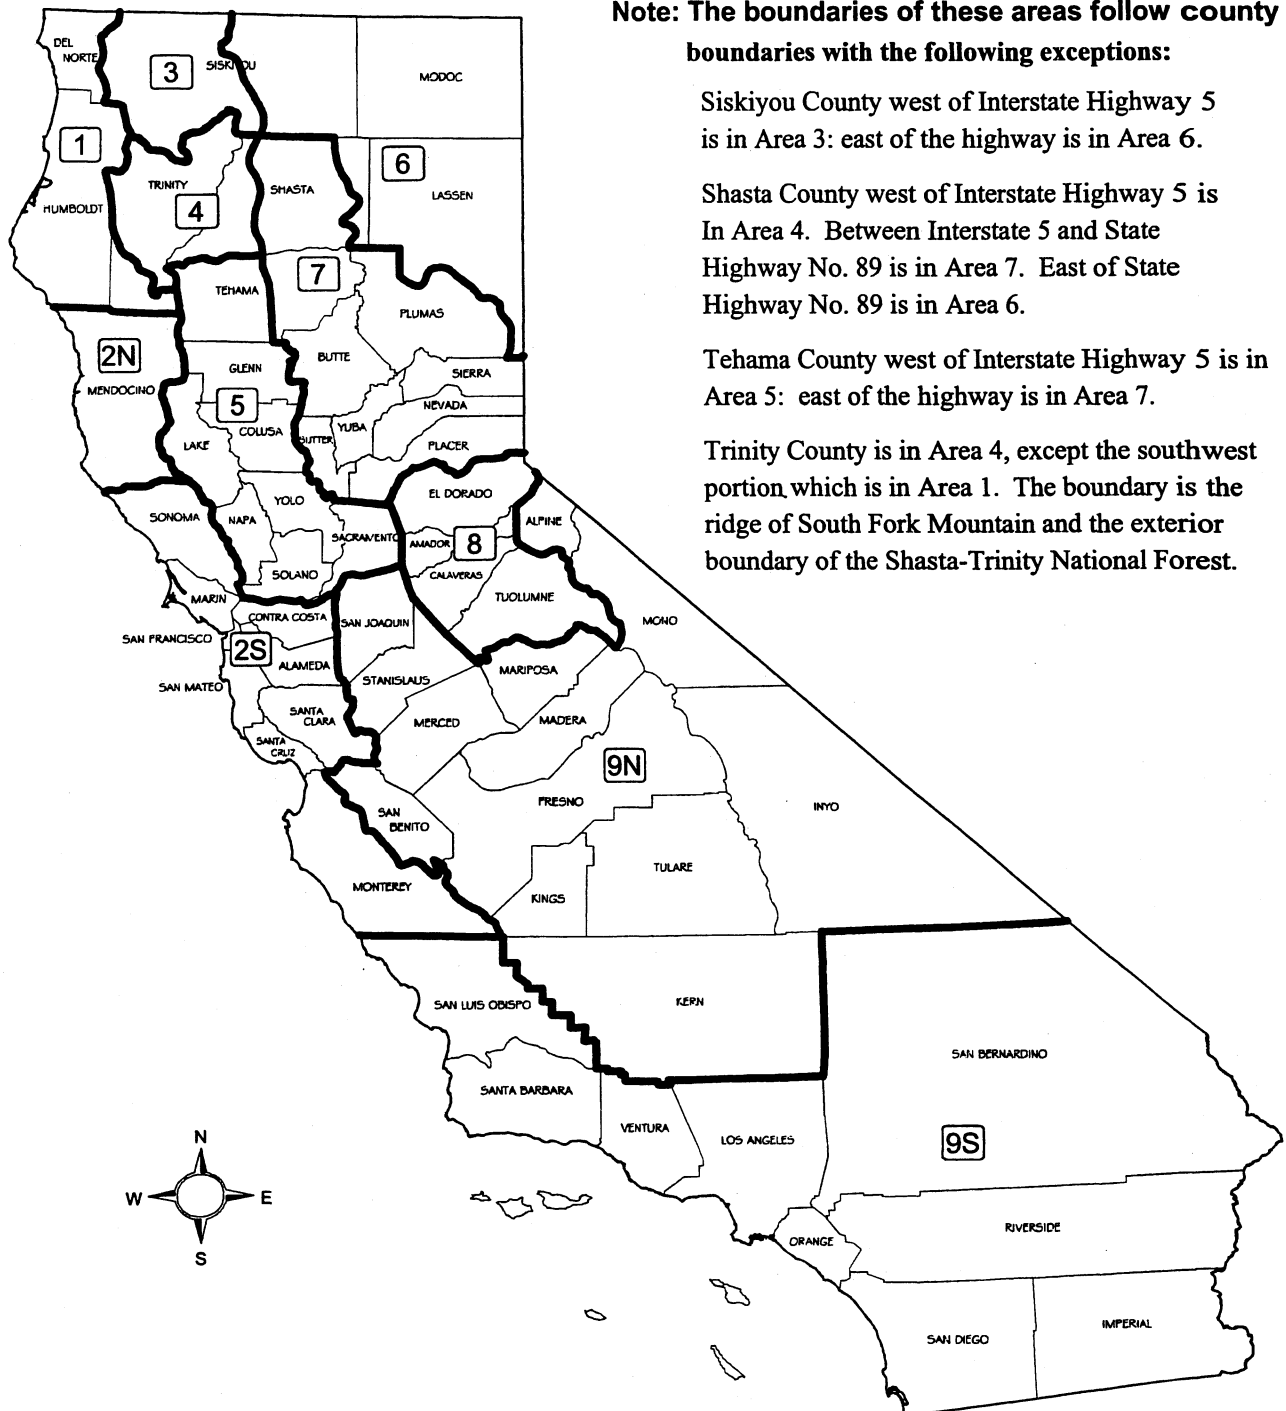 Note: The boundaries of these areas follow county
boundaries with the following exceptions:
Siskiyou County west of Interstate Highway 5
is in Area 3: east of the highway is in Area 6.
Shasta County west of Interstate Highway 5 is
In Area 4. Between Interstate 5 and State
Highway No. 89 is in Area 7. East of State
Highway No. 89 is in Area 6.
Tehama County west of Interstate Highway 5 is in
Area 5: east of the highway is in Area 7.
Trinity County is in Area 4, except the southwest
portion which is in Area 1. The boundary is the
ridge of South Fork Mountain and the exterior
boundary of the Shasta-Trinity National Forest.
DEL
NORTE
3
SISKIYOU
MODOC
1
6
TRINITY
SHASTA
LASSEN
HUMBOLDT
4
7
TEHAMA
PLUMAS
2N
BUTTE
GLENN
SIERRA
MENDOCINO
5
NEVADA
COLUSA
SUTTER
YUBA
LAKE
PLACER
EL DORADO
YOLO
SONOMA
NAPA
ALPINE
SACRAMENTO
AMADOR
8
SOLANO
CALAVERAS
MARIN
TUOLUMNE
CONTRA COSTA
SAN JOAQUIN
MONO
SAN FRANCISCO
2S
ALAMEDA
MARIPOSA
STANISLAUS
SAN MATEO
SANTA
CLARA
MERCED
MADERA
SANTA
CRUZ
9N
FRESNO
INYO
SAN
BENITO
TULARE
MONTEREY
KINGS
SAN LUIS OBISPO
KERN
SAN BERNARDINO
SANTA BARBARA
VENTURA
LOS ANGELES
9S
N
W
E
S
RIVERSIDE
ORANGE
SAN DIEGO
IMPERIAL